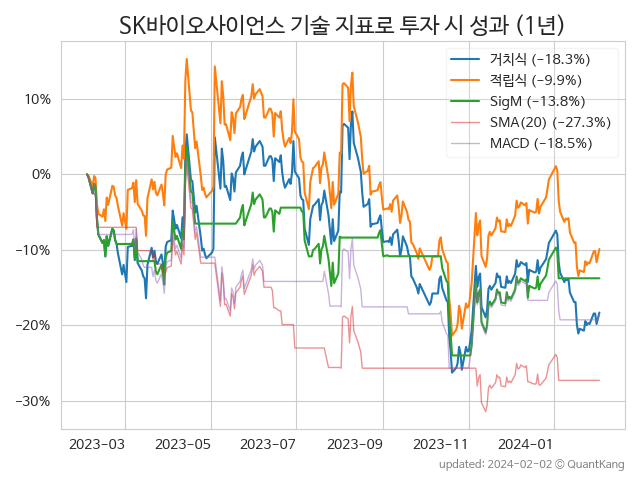 SK바이오사이언스 기술 지표로 투자 시 성과 (1년)
거치식 (−18.3%)
적립식 (−9.9%)
SigM (−13.8%)
SMA(20) (−27.3%)
MACD (−18.5%)
10%
0%
−10%
−20%
−30%
2023-03 2023-05 2023-07 2023-09 2023-11 2024-01
updated: 2024-02-02 © QuantKang